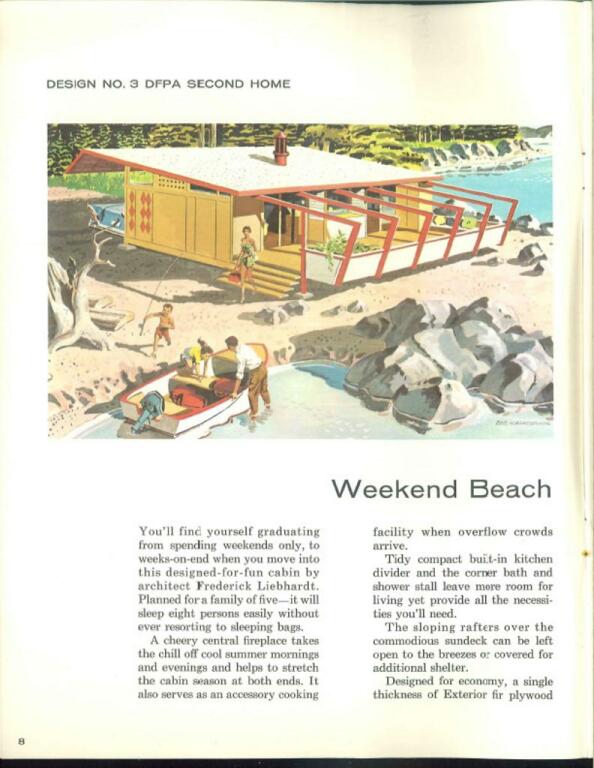 DESIGN NO. 3 DFPA SECOND HOME
Weekend Beach
You'll find yourself graduating
from spending weekends only, to
weeks-on-end when you move into
this designed-for-fun cabin by
architect Frederick Liebhardt.
Planned for a family of five—it will
sleep eight persons easily without
ever resorting to sleeping bags.
A cheery central fireplace takes
the chill off cool summer mornings
and evenings and helps to stretch
the cabin season at both ends. It
also serves as an accessory cooking
facility when overflow crowds
arrive.
Tidy compact built-in kitchen
divider and the corner bath and
shower stall leave more room for
living yet provide all the necessi-
ties you'll need.
The sloping rafters over the
commodious sundeck can be left
open to the breezes or covered for
additional shelter.
Designed for economy, a single
thickness of Exterior fir plywood
8